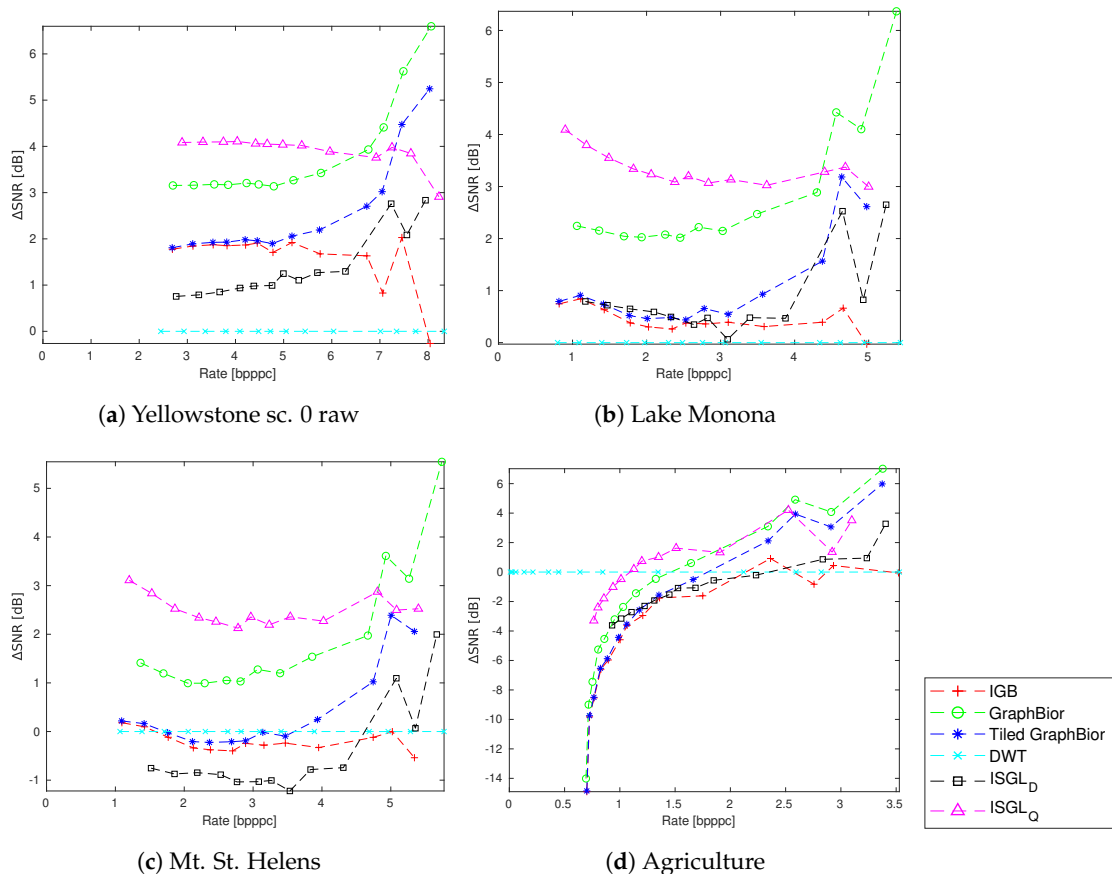 6
5
4
3
2
1
0
ΔSNR [dB]
0 1 2 3 4 5 6 7 8
Rate [bpppc]
(a) Yellowstone sc. 0 raw
6
5
4
3
2
1
0
ΔSNR [dB]
0 1 2 3 4 5
Rate [bpppc]
(b) Lake Monona
5
4
3
2
1
0
-1
ΔSNR [dB]
0 1 2 3 4 5
Rate [bpppc]
(c) Mt. St. Helens
6
4
2
0
-2
-4
-6
-8
-10
-12
-14
ΔSNR [dB]
0 0.5 1 1.5 2 2.5 3 3.5
Rate [bpppc]
(d) Agriculture
IGB
GraphBior
Tiled GraphBior
DWT
ISGL_D
ISGL_Q